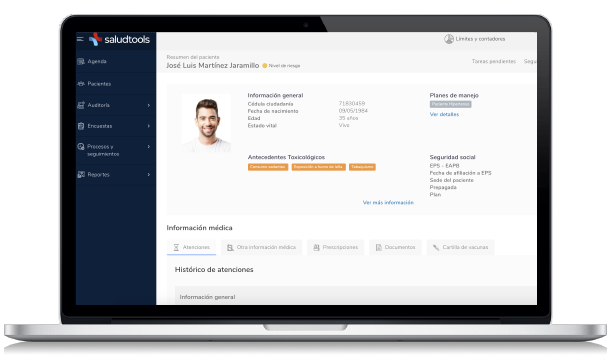 saludtools
Límites y contadores
Agenda
Pacientes
Auditoría
Encuestas
Procesos y
seguimientos
Reportes
Resumen del paciente
José Luis Martínez Jaramillo Nivel de riesgo
Tareas pendientes Segui
Información general
Cédula ciudadanía 71830459
Fecha de nacimiento 09/05/1984
Edad 35 años
Estado vital Vivo
Planes de manejo
Paciente Hipertenso
Ver detalles
Antecedentes Toxicológicos
Exposición a humo de leña
Tabaquismo
Seguridad social
EPS - EAPB
Fecha de afiliación a EPS
Sede del paciente
Prepagada
Plan
Ver más información
Información médica
Atenciones
Otra información médica
Prescripciones
Documentos
Cartilla de vacunas
Histórico de atenciones
Información general